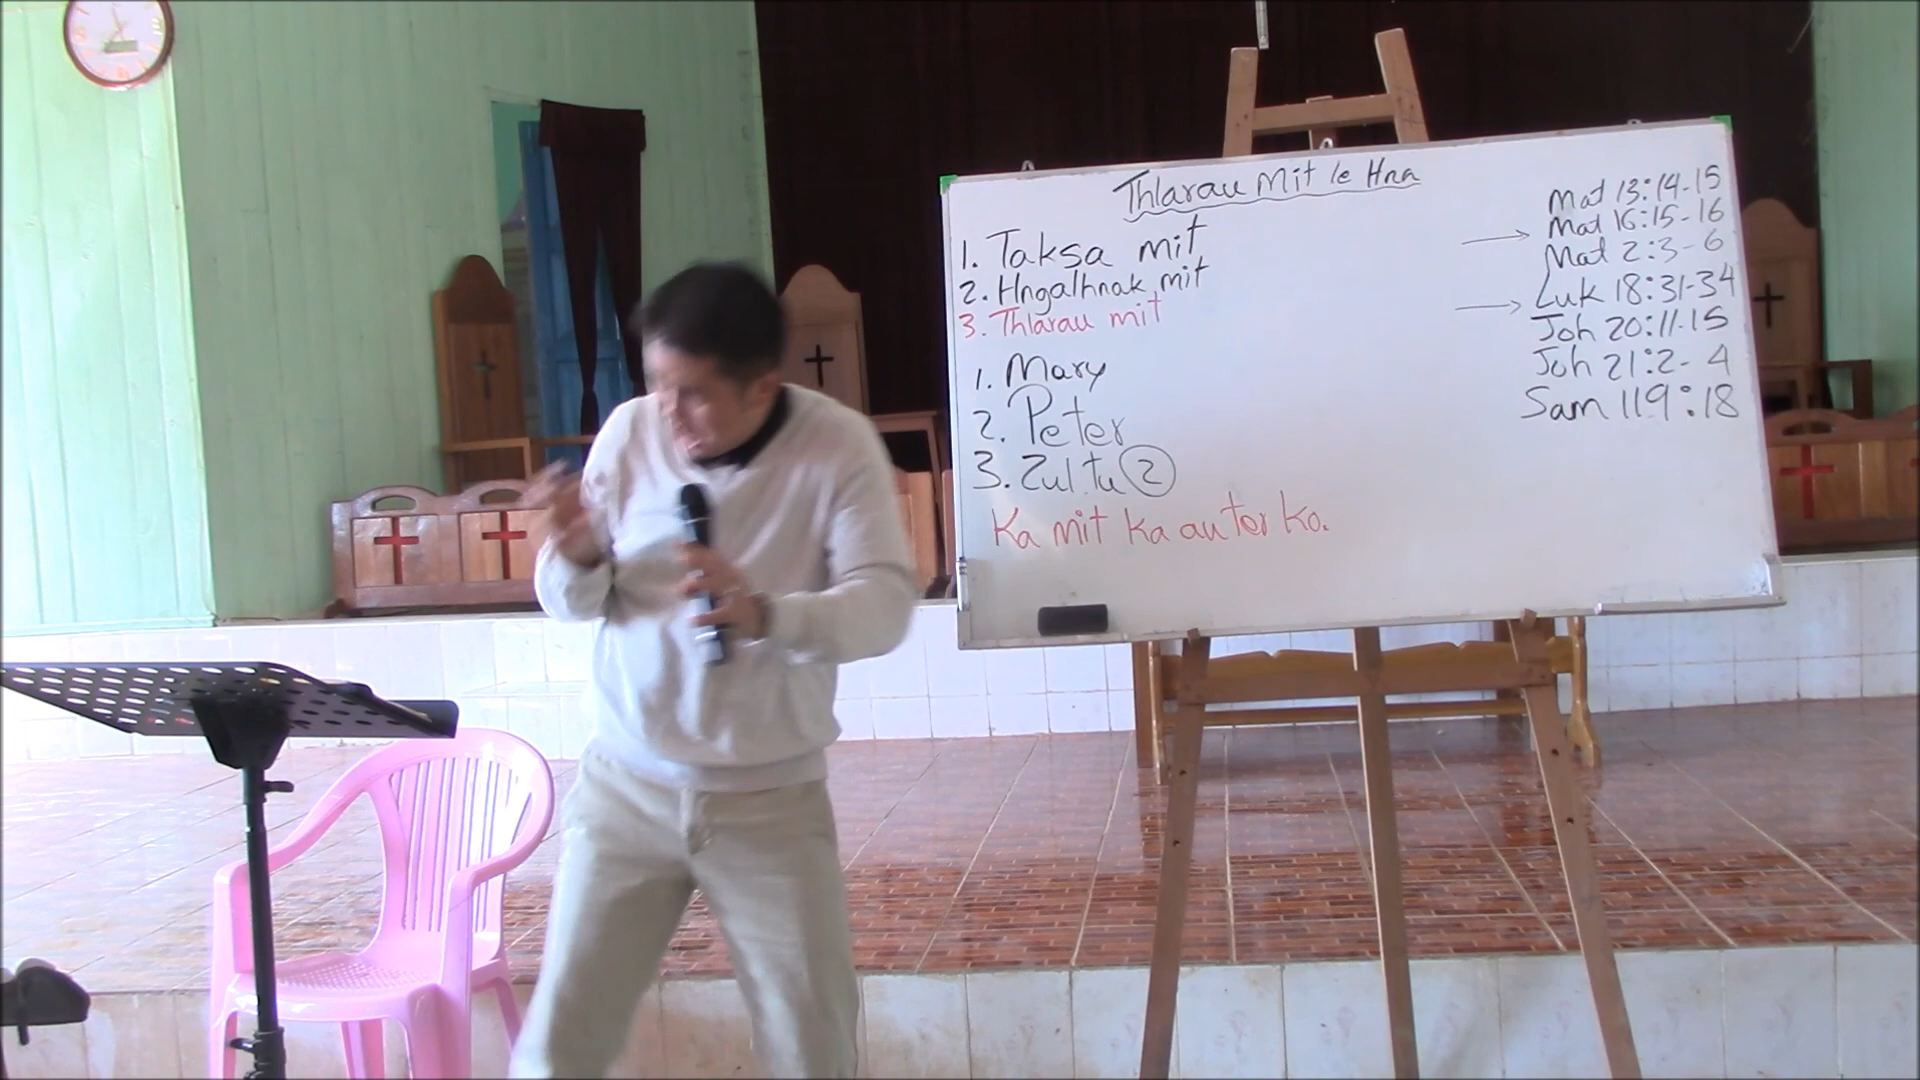 Thlarau Mit le Hna
1. Taksa mit
2. Hngalhnak mit
3. Thlarau mit
1. Mary
2. Peter
3. Zul tu 2
Ka mit ka au ter ko.
Mat 13:14-15
Mat 16:15-16
Mat 2:3-6
Luk 18:31-34
Joh 20:11-15
Joh 21:2-4
Sam 119:18